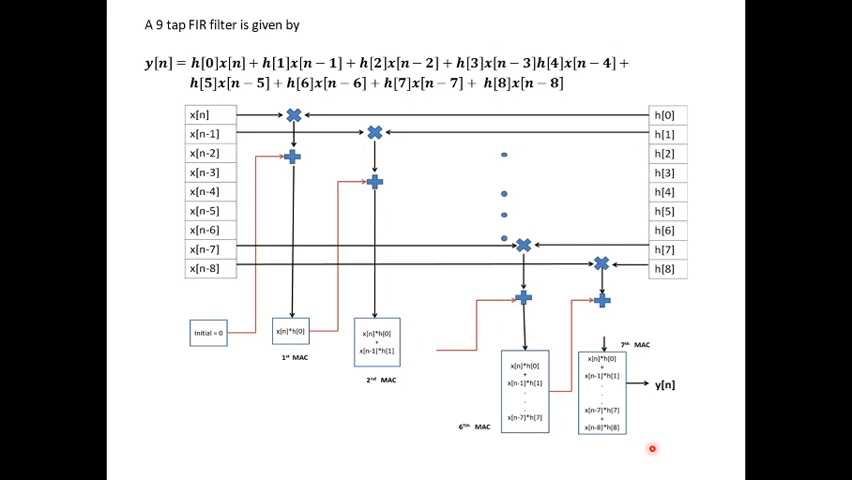 A 9 tap FIR filter is given by
y[n] = h[0]x[n] + h[1]x[n − 1] + h[2]x[n − 2] + h[3]x[n − 3]h[4]x[n − 4] +
h[5]x[n − 5] + h[6]x[n − 6] + h[7]x[n − 7] + h[8]x[n − 8]
x[n]
x[n-1]
x[n-2]
x[n-3]
x[n-4]
x[n-5]
x[n-6]
x[n-7]
x[n-8]
h[0]
h[1]
h[2]
h[3]
h[4]
h[5]
h[6]
h[7]
h[8]
Initial = 0
x[n]*h[0]
1st MAC
x[n]*h[0]
+
x[n-1]*h[1]
2nd MAC
x[n]*h[0]
+
x[n-1]*h[1]
.
.
.
x[n-7]*h[7]
6Th MAC
7th MAC
x[n]*h[0]
+
x[n-1]*h[1]
.
.
.
x[n-7]*h[7]
+
x[n-8]*h[8]
y[n]